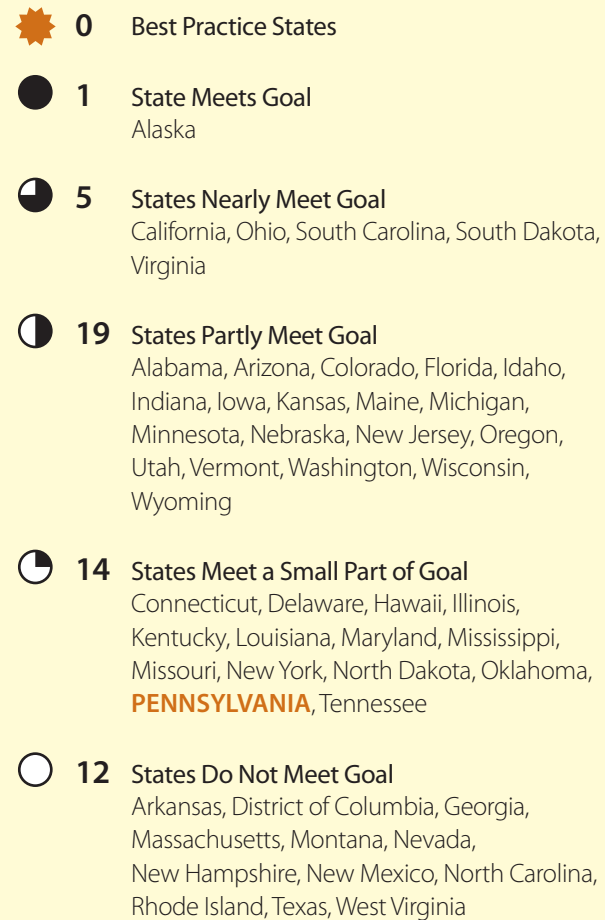 0 Best Practice States
1 State Meets Goal
Alaska
5 States Nearly Meet Goal
California, Ohio, South Carolina, South Dakota,
Virginia
19 States Partly Meet Goal
Alabama, Arizona, Colorado, Florida, Idaho,
Indiana, Iowa, Kansas, Maine, Michigan,
Minnesota, Nebraska, New Jersey, Oregon,
Utah, Vermont, Washington, Wisconsin,
Wyoming
14 States Meet a Small Part of Goal
Connecticut, Delaware, Hawaii, Illinois,
Kentucky, Louisiana, Maryland, Mississippi,
Missouri, New York, North Dakota, Oklahoma,
PENNSYLVANIA, Tennessee
12 States Do Not Meet Goal
Arkansas, District of Columbia, Georgia,
Massachusetts, Montana, Nevada,
New Hampshire, New Mexico, North Carolina,
Rhode Island, Texas, West Virginia